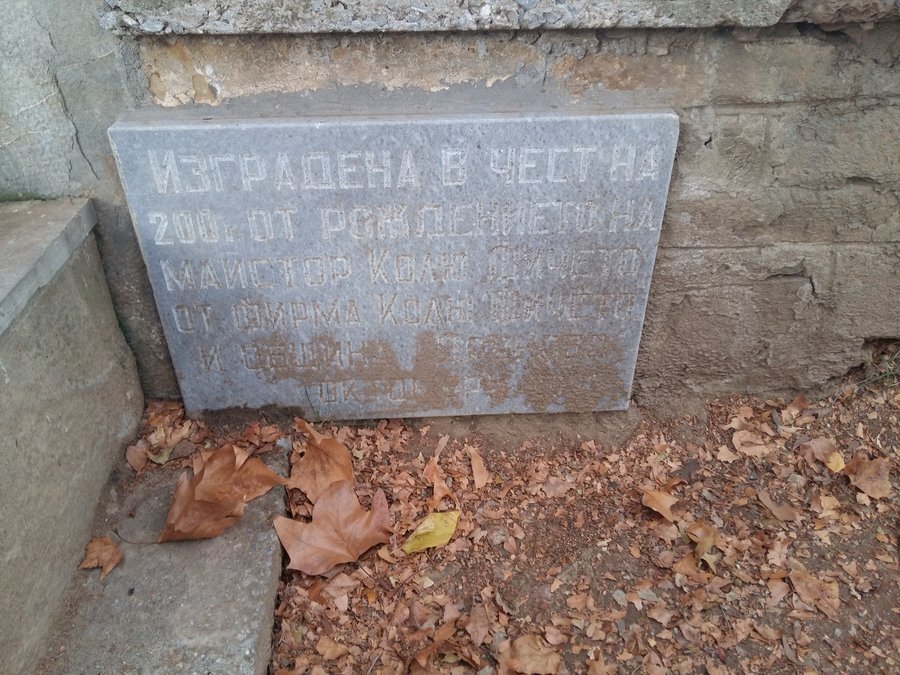 ИЗГРАДЕНА В ЧЕСТ НА
200г. ОТ РОЖДЕНИЕТО НА
МАЙСТОР КОЛЮ ФИЧЕТО
ОТ ФИРМА КОЛЮ ФИЧЕТО
И ОБЩИНА